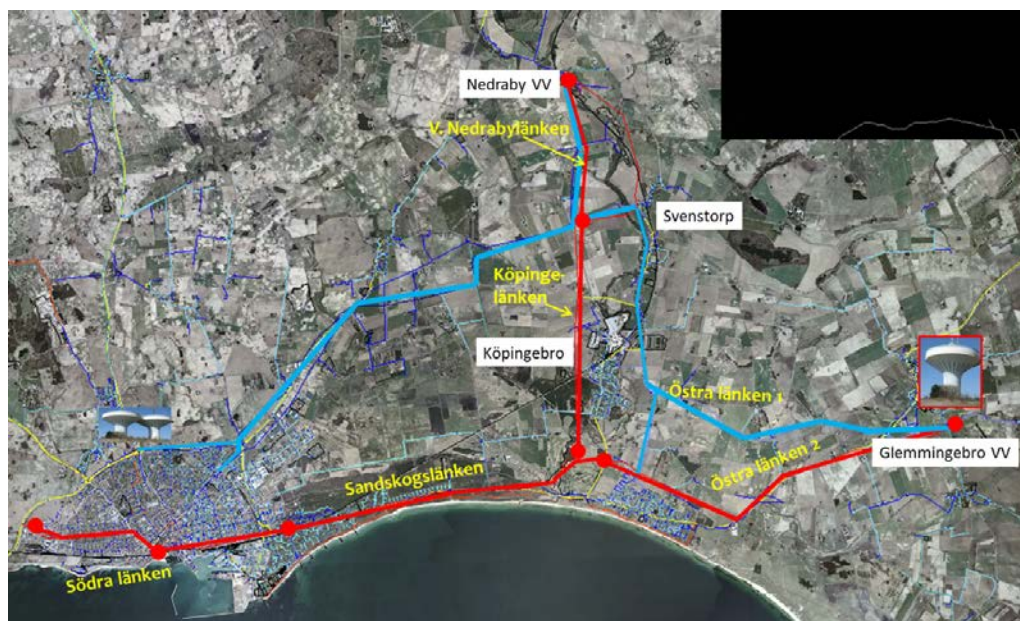 Nedraby VV
V. Nedrabylänken
Svenstorp
Köpinge-
länken
Köpingebro
Östra länken 1
Glemmingebro VV
Östra länken 2
Sandskogslänken
Södra länken